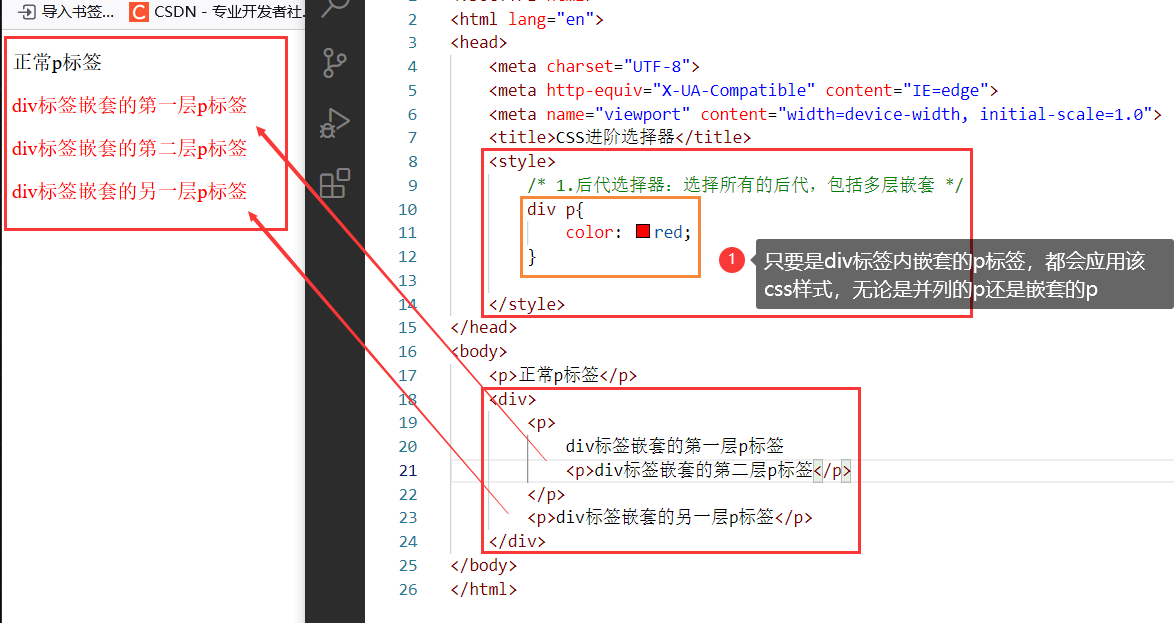 导入书签... CSDN - 专业开发者社.
正常p标签
div标签嵌套的第一层p标签
div标签嵌套的第二层p标签
div标签嵌套的另一层p标签
2 <html lang="en">
3 <head>
4 <meta charset="UTF-8">
5 <meta http-equiv="X-UA-Compatible" content="IE=edge">
6 <meta name="viewport" content="width=device-width, initial-scale=1.0">
7 <title>CSS进阶选择器</title>
8 <style>
9 /* 1.后代选择器：选择所有的后代，包括多层嵌套 */
10 div p{
11 color: red;
12 }
13
14 </style>
15 </head>
16 <body>
17 <p>正常p标签</p>
18 <div>
19 <p>
20 div标签嵌套的第一层p标签
21 <p>div标签嵌套的第二层p标签</p>
22 </p>
23 <p>div标签嵌套的另一层p标签</p>
24 </div>
25 </body>
26 </html>
1 只要是div标签内嵌套的p标签，都会应用该
css样式，无论是并列的p还是嵌套的p